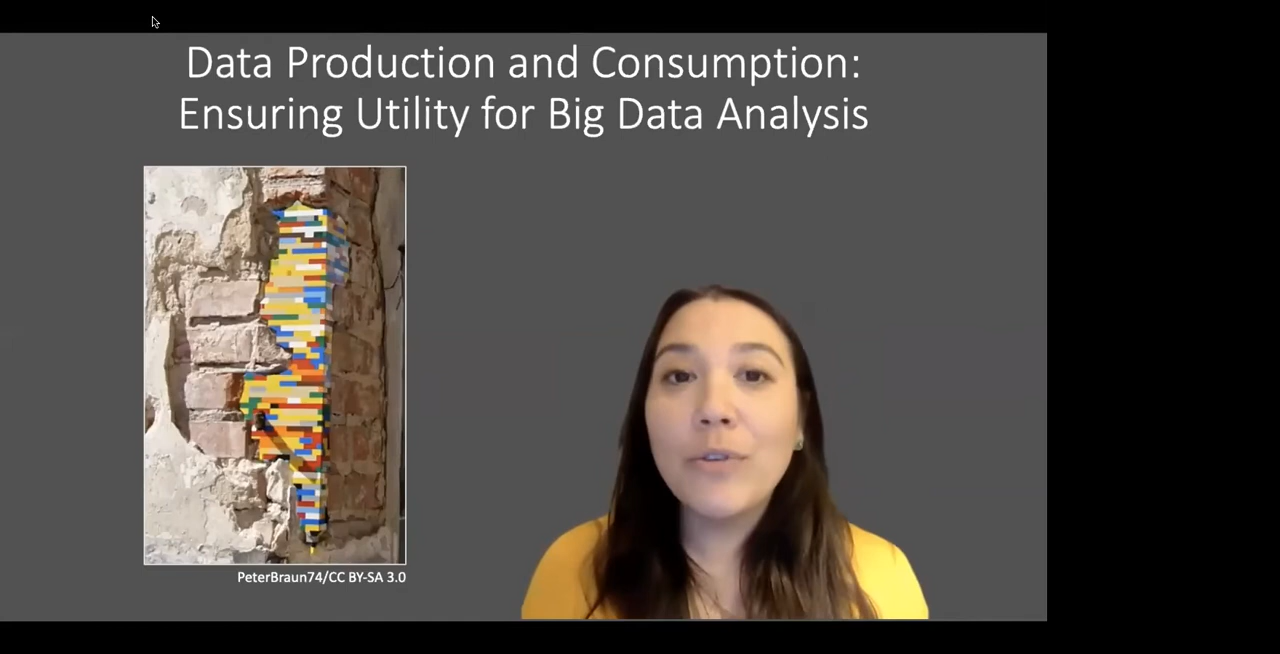 Data Production and Consumption:
Ensuring Utility for Big Data Analysis
PeterBraun74/CC BY-SA 3.0